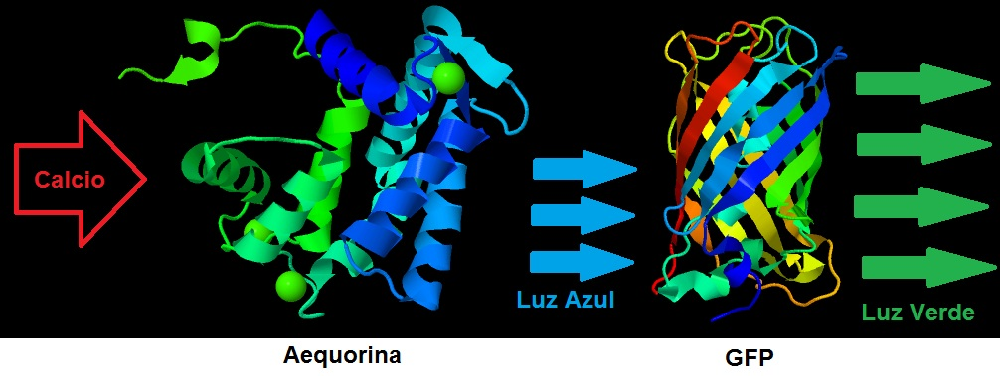 Calcio
Luz Azul
Luz Verde
Aequorina
GFP